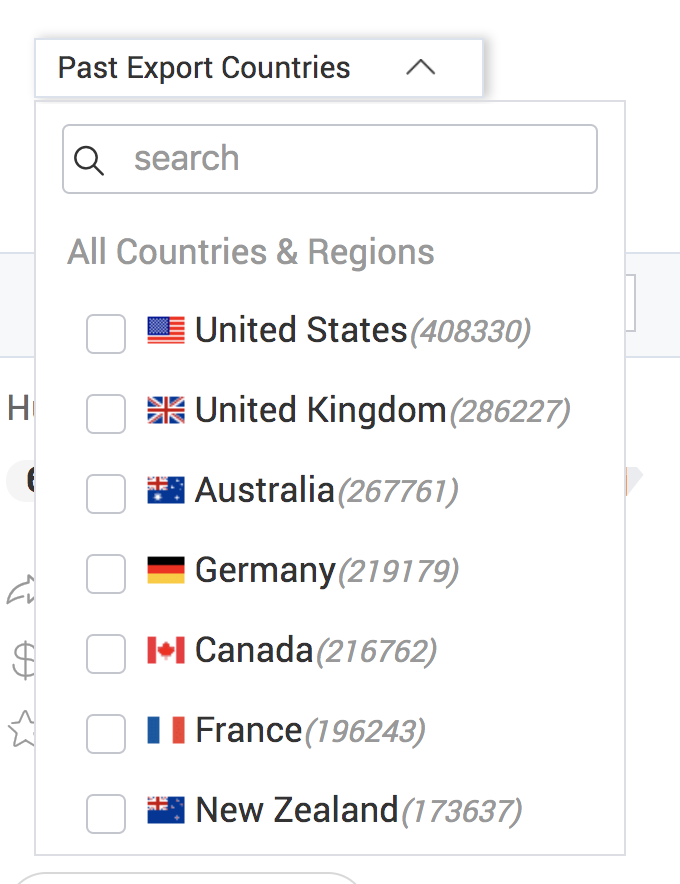 Past Export Countries
search
All Countries & Regions
United States(408330)
United Kingdom(286227)
Australia(267761)
Germany(219179)
Canada(216762)
France(196243)
New Zealand(173637)
$